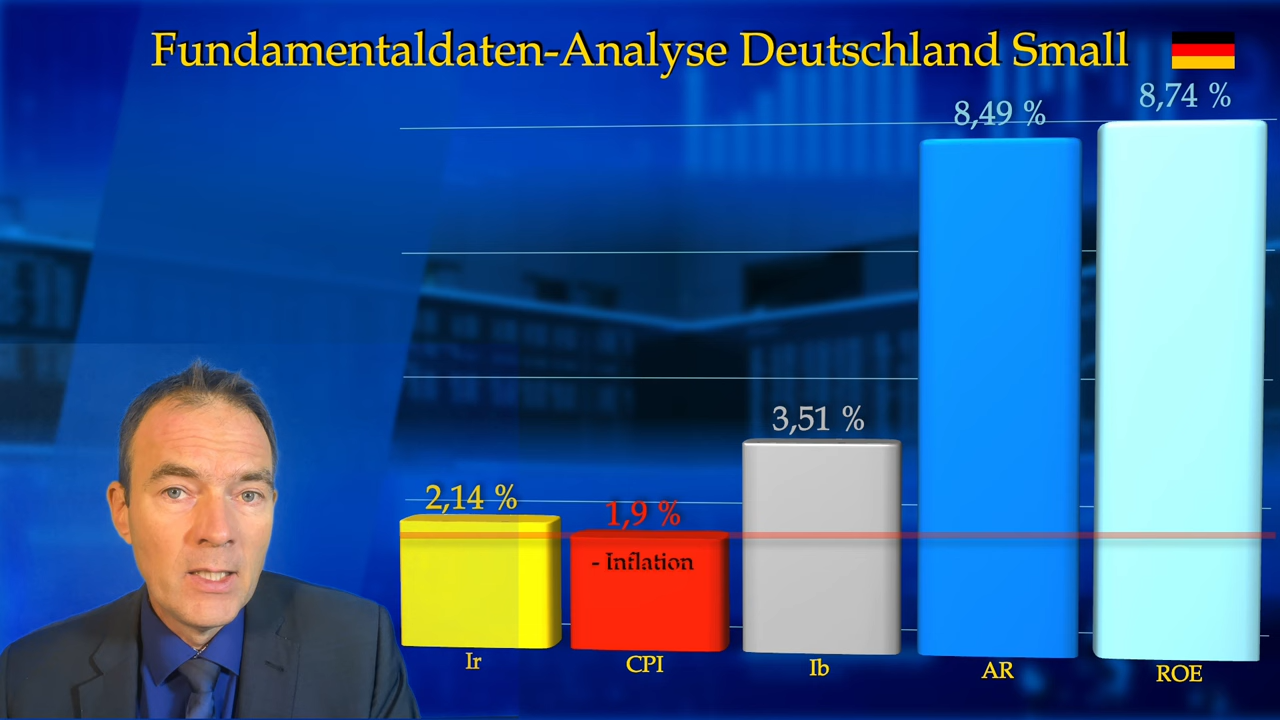 Fundamentaldaten-Analyse Deutschland Small
8,49 %
8,74 %
3,51 %
2,14 %
1,9 %
- Inflation
Ir
CPI
Ib
AR
ROE